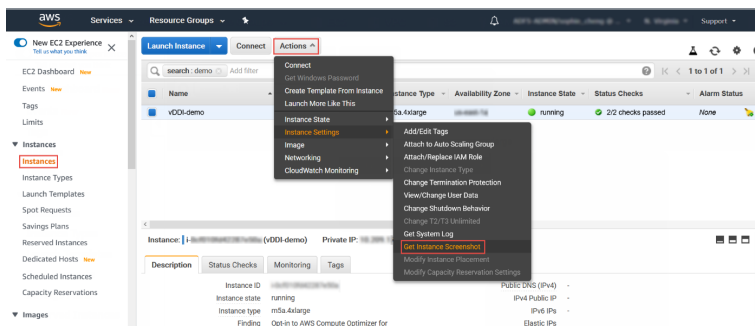 aws
Services
Resource Groups
Support
New EC2 Experience
Tell us what you think
Launch Instance
Connect
Actions
EC2 Dashboard New
Events New
Tags
Limits
Instances
Instances
Instance Types
Launch Templates
Spot Requests
Savings Plans
Reserved Instances
Dedicated Hosts New
Scheduled Instances
Capacity Reservations
Images
search : demo
Add filter
1 to 1 of 1
Name
stance Type
Availability Zone
Instance State
Status Checks
Alarm Status
vDDI-demo
5a.4xlarge
running
2/2 checks passed
None
Connect
Get Windows Password
Create Template From Instance
Launch More Like This
Instance State
Instance Settings
Image
Networking
CloudWatch Monitoring
Add/Edit Tags
Attach to Auto Scaling Group
Attach/Replace IAM Role
Change Instance Type
Change Termination Protection
View/Change User Data
Change Shutdown Behavior
Change T2/T3 Unlimited
Get System Log
Get Instance Screenshot
Modify Instance Placement
Modify Capacity Reservation Settings
Instance:
(vDDI-demo)
Private IP:
Description
Status Checks
Monitoring
Tags
Instance ID
Public DNS (IPv4) -
Instance state running
IPv4 Public IP -
Instance type m5a.4xlarge
IPv6 IPs -
Finding Opt-in to AWS Compute Optimizer for
Elastic IPs